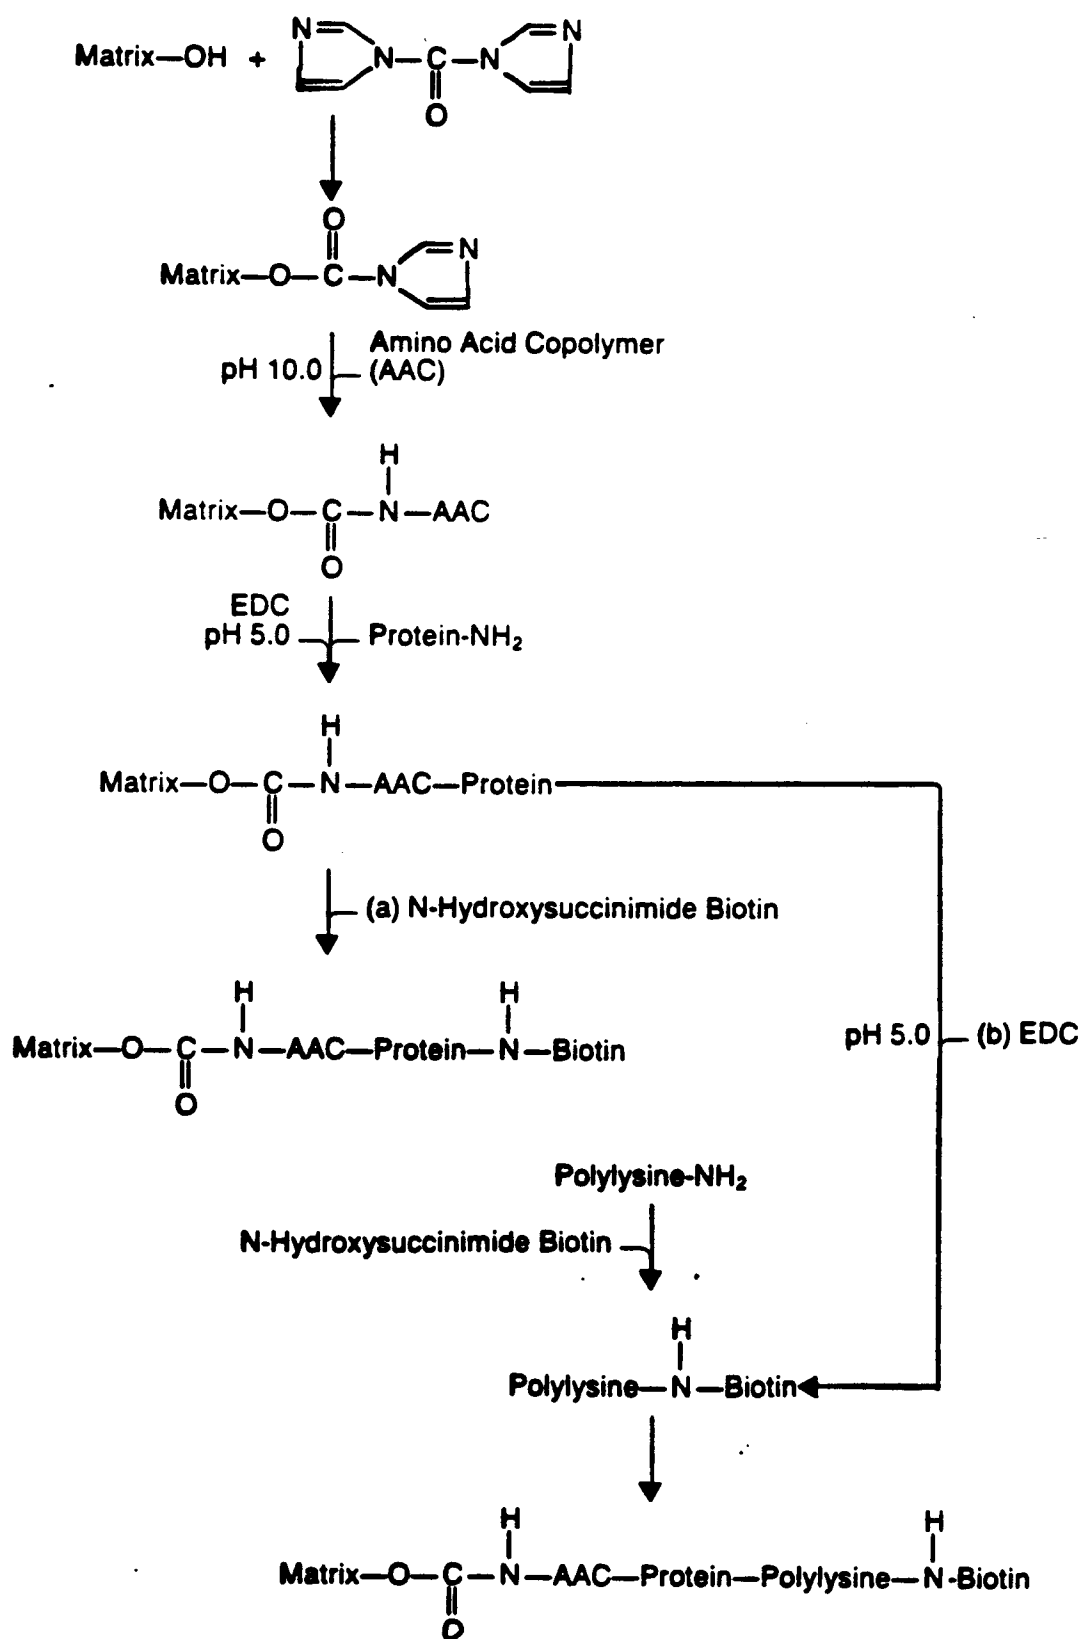 N N
Matrix—OH + N—C—N
O
O
N
Matrix—O—C—N
Amino Acid Copolymer
pH 10.0 (AAC)
H
Matrix—O—C—N—AAC
O
EDC
pH 5.0 Protein-NH₂
H
Matrix—O—C—N—AAC—Protein
O
(a) N-Hydroxysuccinimide Biotin
H H
Matrix—O—C—N—AAC—Protein—N—Biotin
pH 5.0 (b) EDC
O
Polylysine-NH₂
N-Hydroxysuccinimide Biotin
H
Polylysine—N—Biotin
H H
Matrix—O—C—N—AAC—Protein—Polylysine—N-Biotin
O